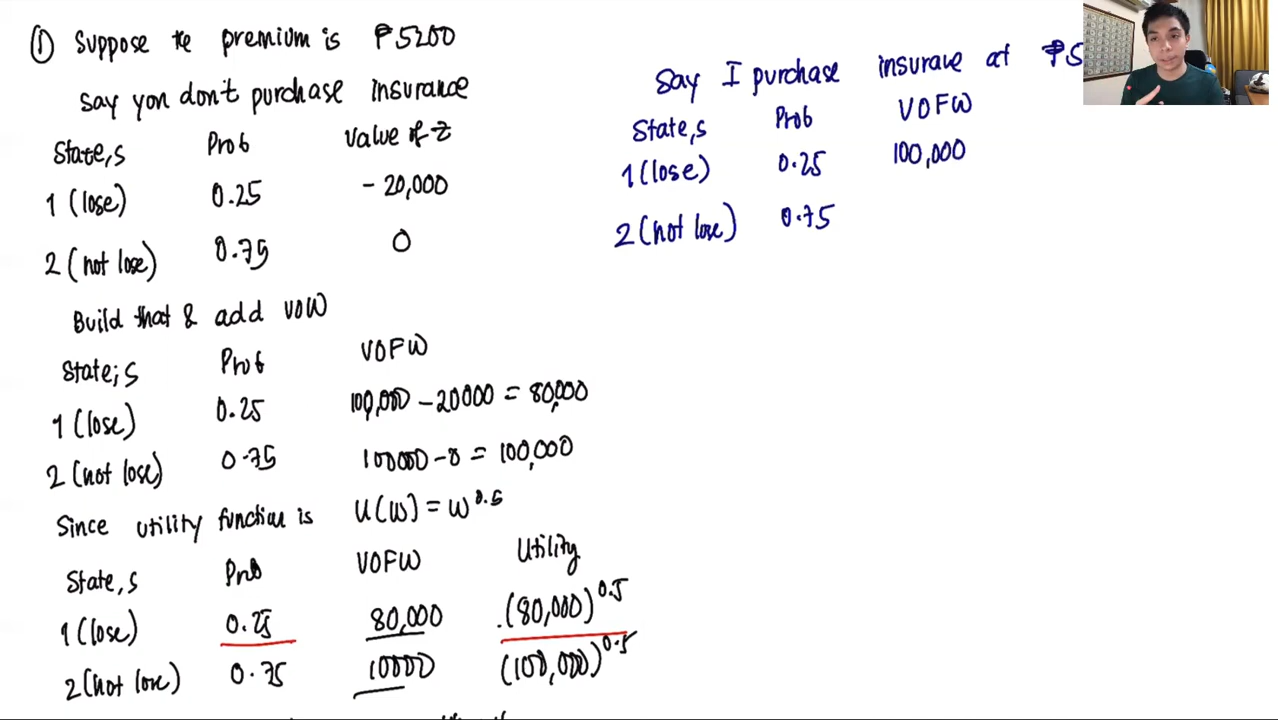 ① Suppose the premium is ₱5200
Say you don't purchase insurance
State, s Prob Value of Z
1 (lose) 0.25 - 20,000
2 (not lose) 0.75 0
Build that & add VOW
State, s Prob VOFW
1 (lose) 0.25 100,000 - 20000 = 80,000
2 (not lose) 0.75 100000 - 0 = 100,000
Since utility function is U(W) = W^0.5
State, s Prob VOFW Utility
1 (lose) 0.25 80,000 (80,000)^0.5
2 (not lose) 0.75 10000 (100,000)^0.5
Say I purchase insurance at ₱5
State, s Prob VOFW
1 (lose) 0.25 100,000
2 (not lose) 0.75